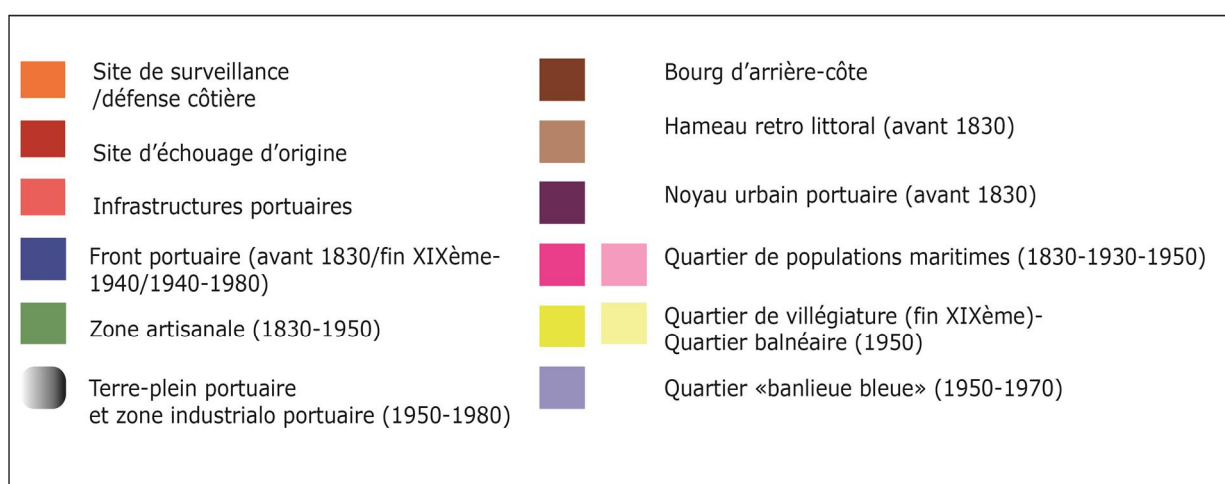 Site de surveillance
/défense côtière
Site d'échouage d'origine
Infrastructures portuaires
Front portuaire (avant 1830/fin XIXème-
1940/1940-1980)
Zone artisanale (1830-1950)
Terre-plein portuaire
et zone industrialo portuaire (1950-1980)
Bourg d'arrière-côte
Hameau retro littoral (avant 1830)
Noyau urbain portuaire (avant 1830)
Quartier de populations maritimes (1830-1930-1950)
Quartier de villégiature (fin XIXème)-
Quartier balnéaire (1950)
Quartier «banlieue bleue» (1950-1970)